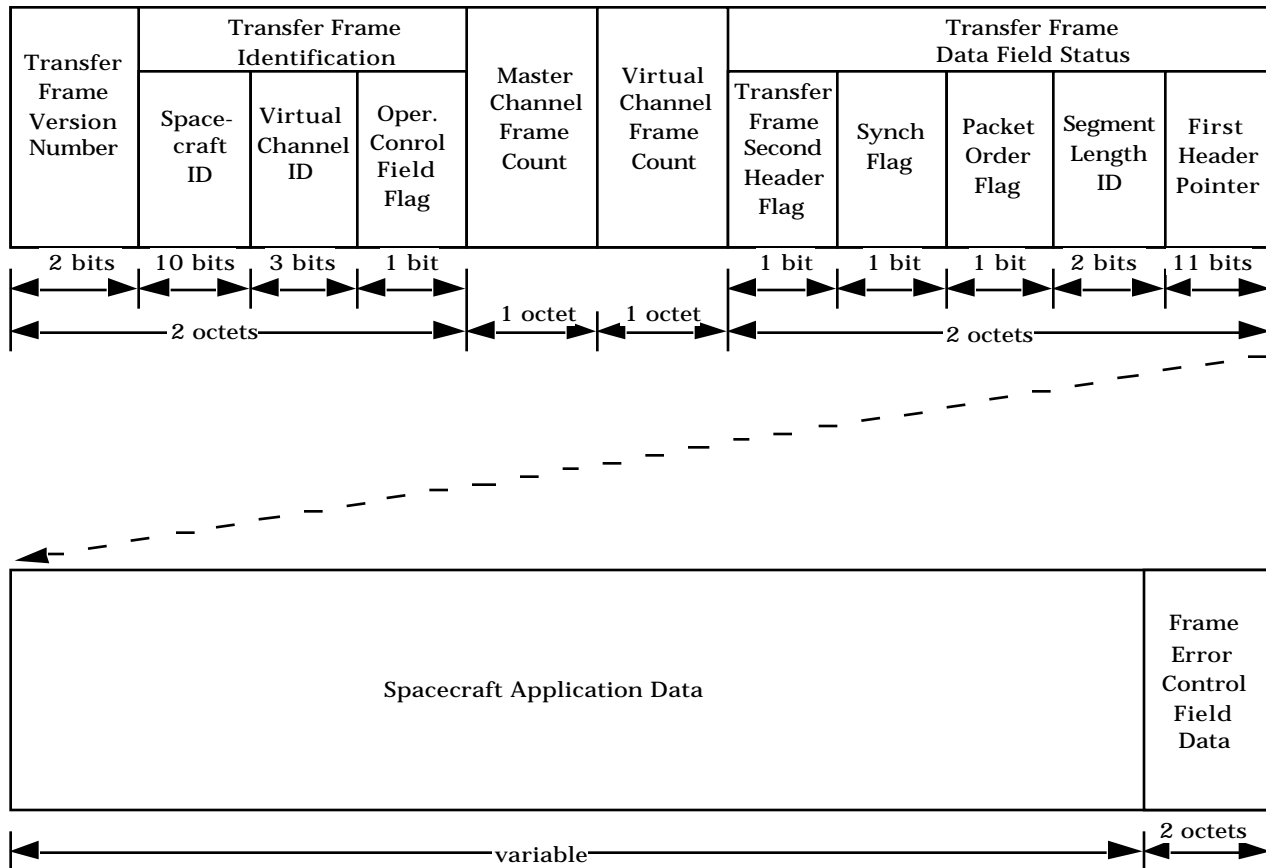 Transfer Frame
Version
Number
Transfer Frame
Identification
Space-
craft
ID
Virtual
Channel
ID
Oper.
Conrol
Field
Flag
Master
Channel
Frame
Count
Virtual
Channel
Frame
Count
Transfer Frame
Data Field Status
Transfer
Frame
Second
Header
Flag
Synch
Flag
Packet
Order
Flag
Segment
Length
ID
First
Header
Pointer
2 bits
10 bits
3 bits
1 bit
1 bit
1 bit
1 bit
2 bits
11 bits
2 octets
1 octet
1 octet
2 octets
Spacecraft Application Data
Frame
Error
Control
Field
Data
variable
2 octets